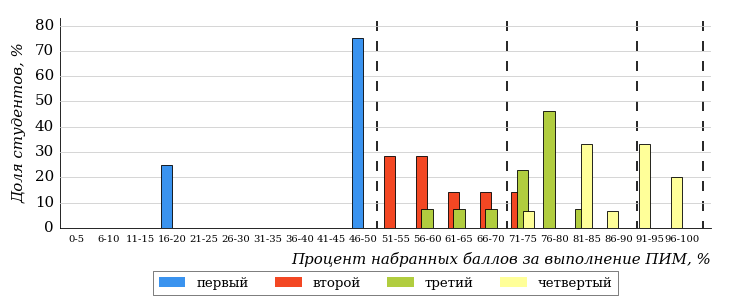 80
70
60
50
40
30
20
10
0
Доля студентов, %
0-5 6-10 11-15 16-20 21-25 26-30 31-35 36-40 41-45 46-50 51-55 56-60 61-65 66-70 71-75 76-80 81-85 86-90 91-95 96-100
Процент набранных баллов за выполнение ПИМ, %
первый второй третий четвертый